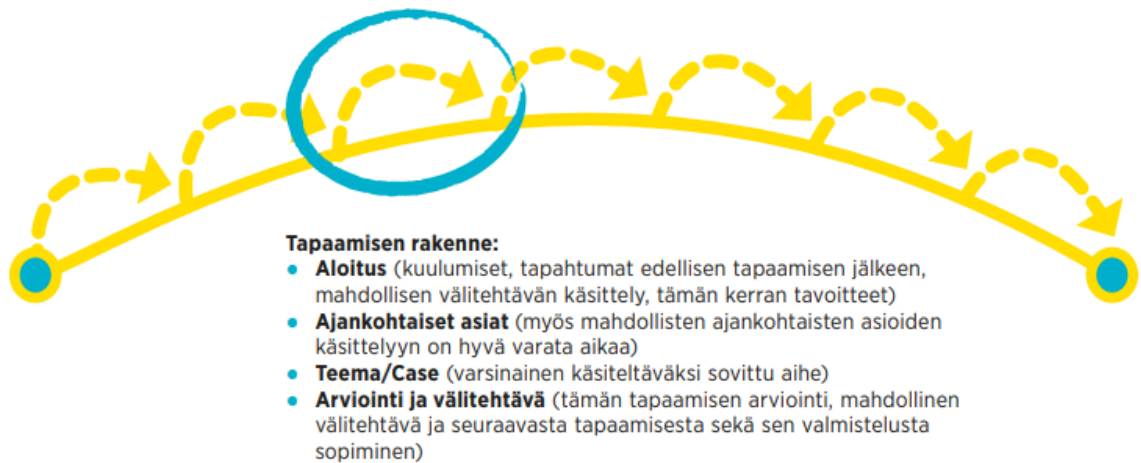 Tapaamisen rakenne:
• Aloitus (kuulumiset, tapahtumat edellisen tapaamisen jälkeen,
mahdollisen välitehtävän käsittely, tämän kerran tavoitteet)
• Ajankohtaiset asiat (myös mahdollisten ajankohtaisten asioiden
käsittelyyn on hyvä varata aikaa)
• Teema/Case (varsinainen käsiteltäväksi sovittu aihe)
• Arviointi ja välitehtävä (tämän tapaamisen arviointi, mahdollinen
välitehtävä ja seuraavasta tapaamisesta sekä sen valmistelusta
sopiminen)